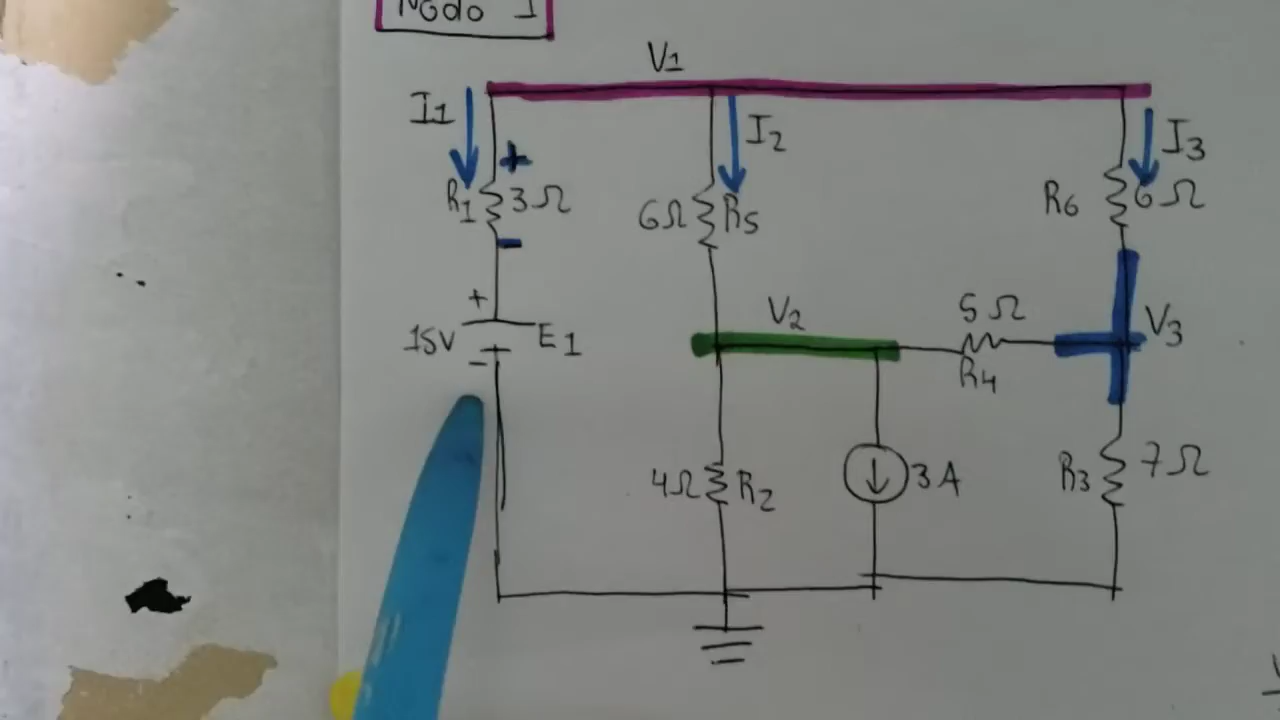 Nodo 1
V1
I1
I2
I3
+
R1 3Ω
6Ω R5
R6 6Ω
-
+
15V E1
-
V2
5Ω
R4
V3
4Ω R2
3A
R3 7Ω